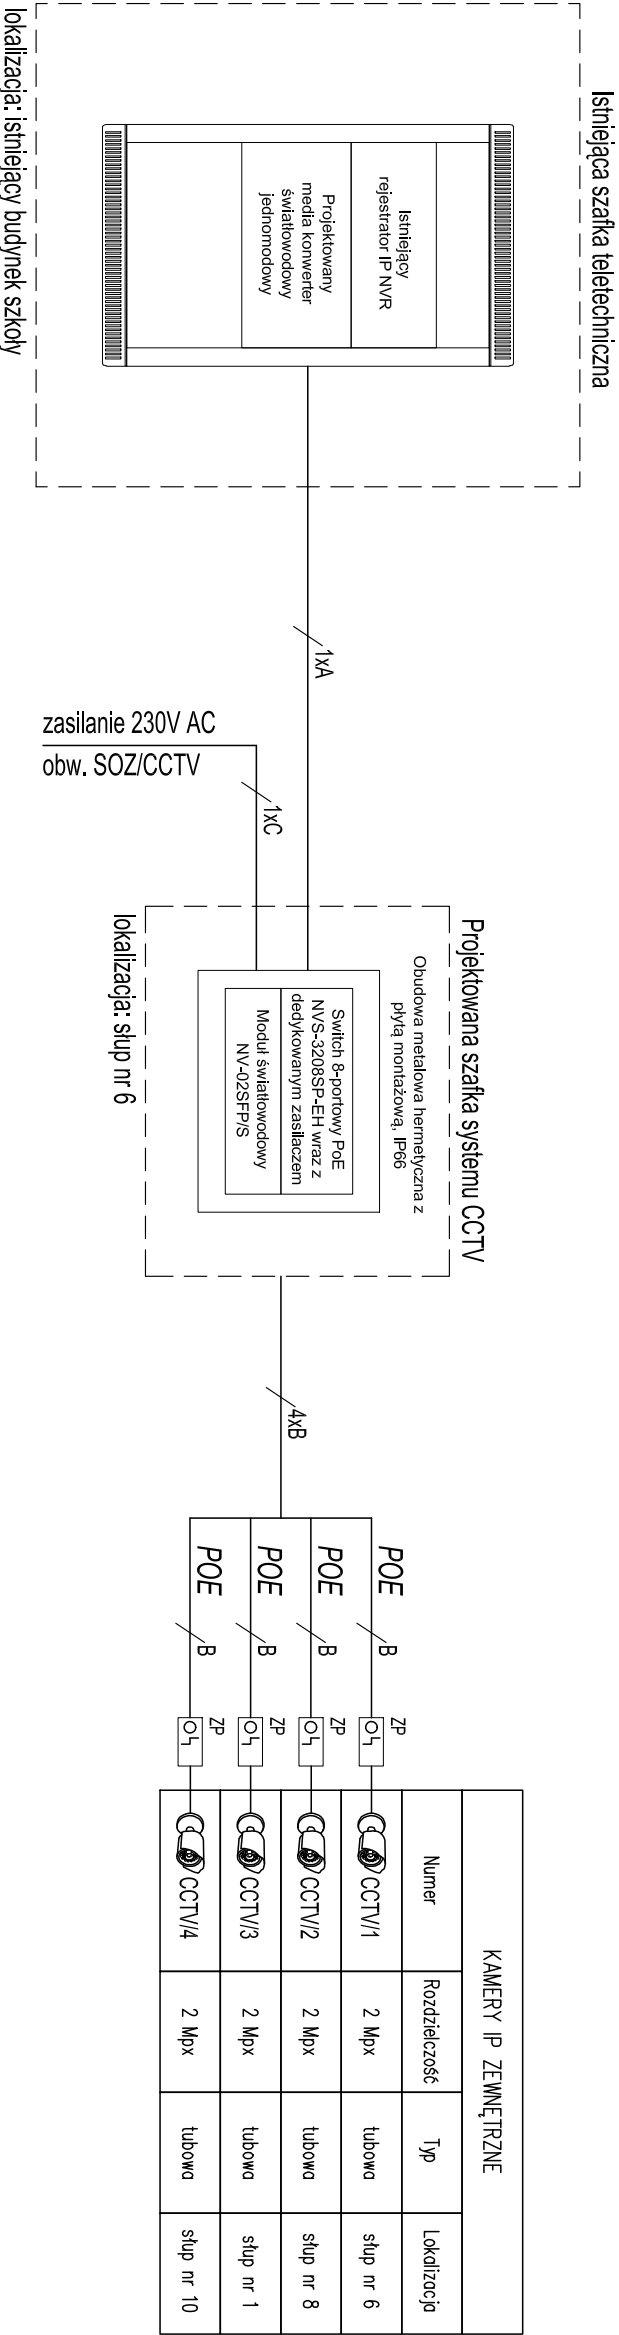 Istniejąca szafka teletechniczna
Istniejący
rejestrator IP NVR
Projektowany
media konwerter
światłowodowy
jednomodowy
lokalizacja: istniejący budynek szkoły
1xA
zasilanie 230V AC
obw. SOZ/CCTV
1xC
Projektowana szafka systemu CCTV
Obudowa metalowa hermetyczna z
płytą montażową, IP66
Switch 8-portowy PoE
NVS-3208SP-EH wraz z
dedykowanym zasilaczem
Moduł światłowodowy
NV-02SFP/S
lokalizacja: słup nr 6
4xB
POE B ZP
POE B ZP
POE B ZP
POE B ZP
KAMERY IP ZEWNĘTRZNE
Numer Rozdzielczość Typ Lokalizacja
CCTV/1 2 Mpx tubowa słup nr 6
CCTV/2 2 Mpx tubowa słup nr 8
CCTV/3 2 Mpx tubowa słup nr 1
CCTV/4 2 Mpx tubowa słup nr 10